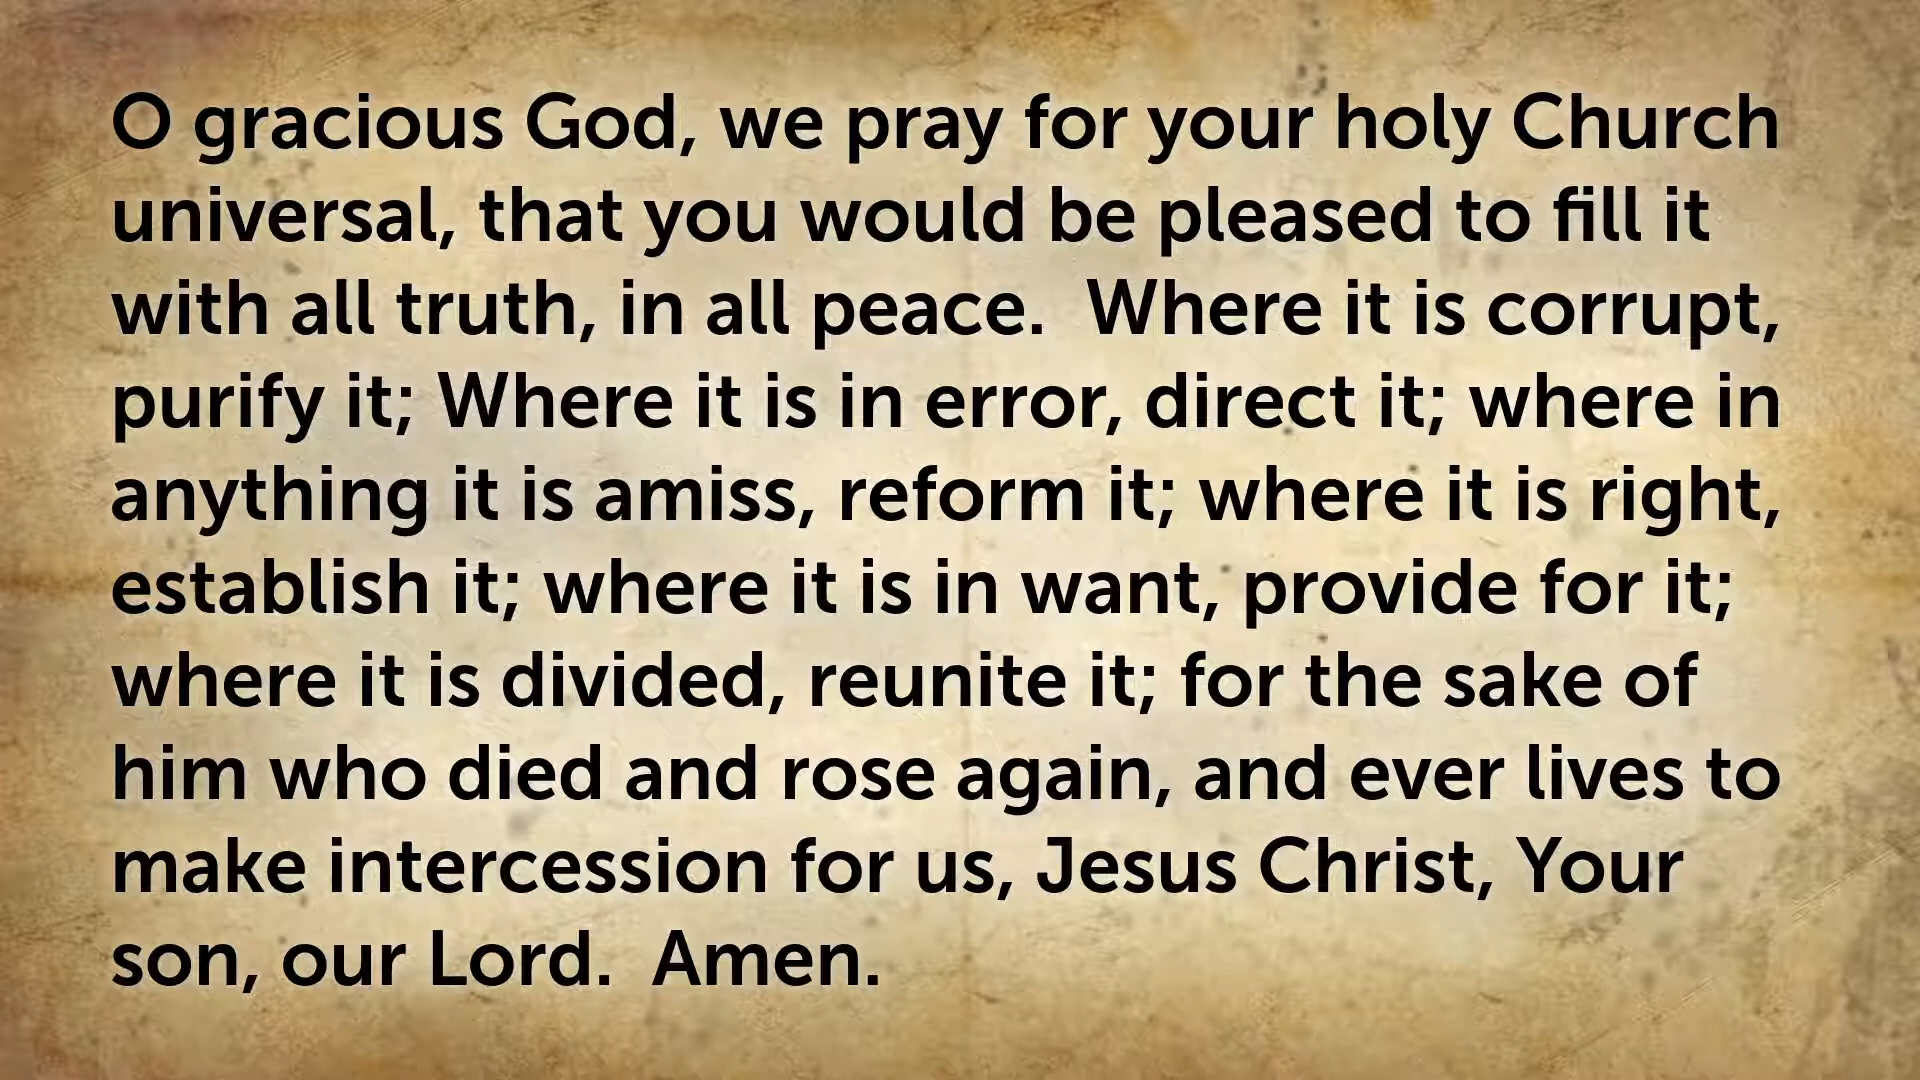 O gracious God, we pray for your holy Church
universal, that you would be pleased to fill it
with all truth, in all peace.  Where it is corrupt,
purify it; Where it is in error, direct it; where in
anything it is amiss, reform it; where it is right,
establish it; where it is in want, provide for it;
where it is divided, reunite it; for the sake of
him who died and rose again, and ever lives to
make intercession for us, Jesus Christ, Your
son, our Lord.  Amen.